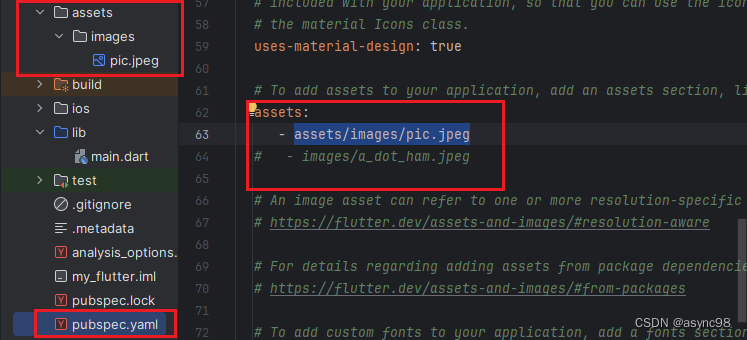 assets
images
pic.jpeg
build
ios
lib
main.dart
test
.gitignore
.metadata
analysis_options.
my_flutter.iml
pubspec.lock
pubspec.yaml
57 # included with your application, so that you can use the icon
58 # the material Icons class.
59 uses-material-design: true
60
61 # To add assets to your application, add an assets section, li
62 assets:
63 - assets/images/pic.jpeg
64 # - images/a_dot_ham.jpeg
65
66 # An image asset can refer to one or more resolution-specific
67 # https://flutter.dev/assets-and-images/#resolution-aware
68
69 # For details regarding adding assets from package dependencie
70 # https://flutter.dev/assets-and-images/#from-packages
71
72 # To add custom fonts to your application, add a fonts section
CSDN @async98